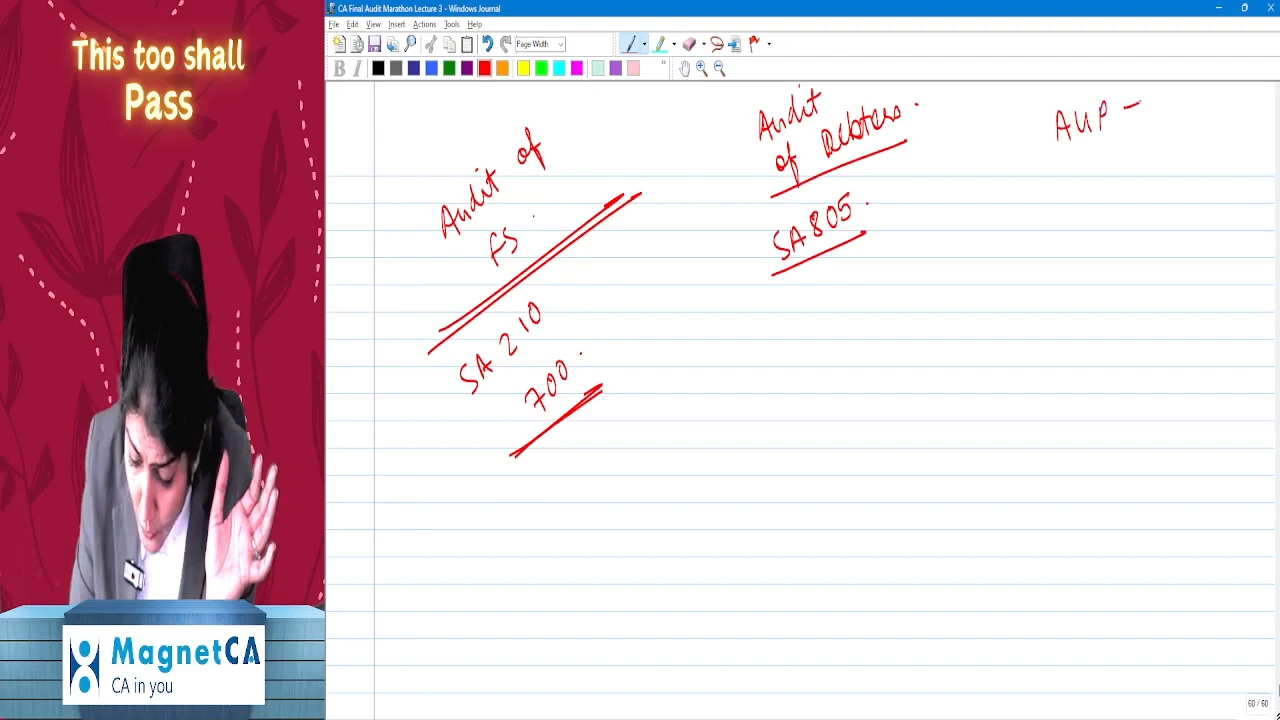 This too shall
Pass
MagnetCA
CA in you
CA Final Audit Marathon Lecture 3 - Windows Journal
File Edit View Insert Actions Tools Help
Page Width
B I
Audit of
FS.
SA 210
700.
Audit
of Debtors.
SA 805.
AUP -
60 / 60